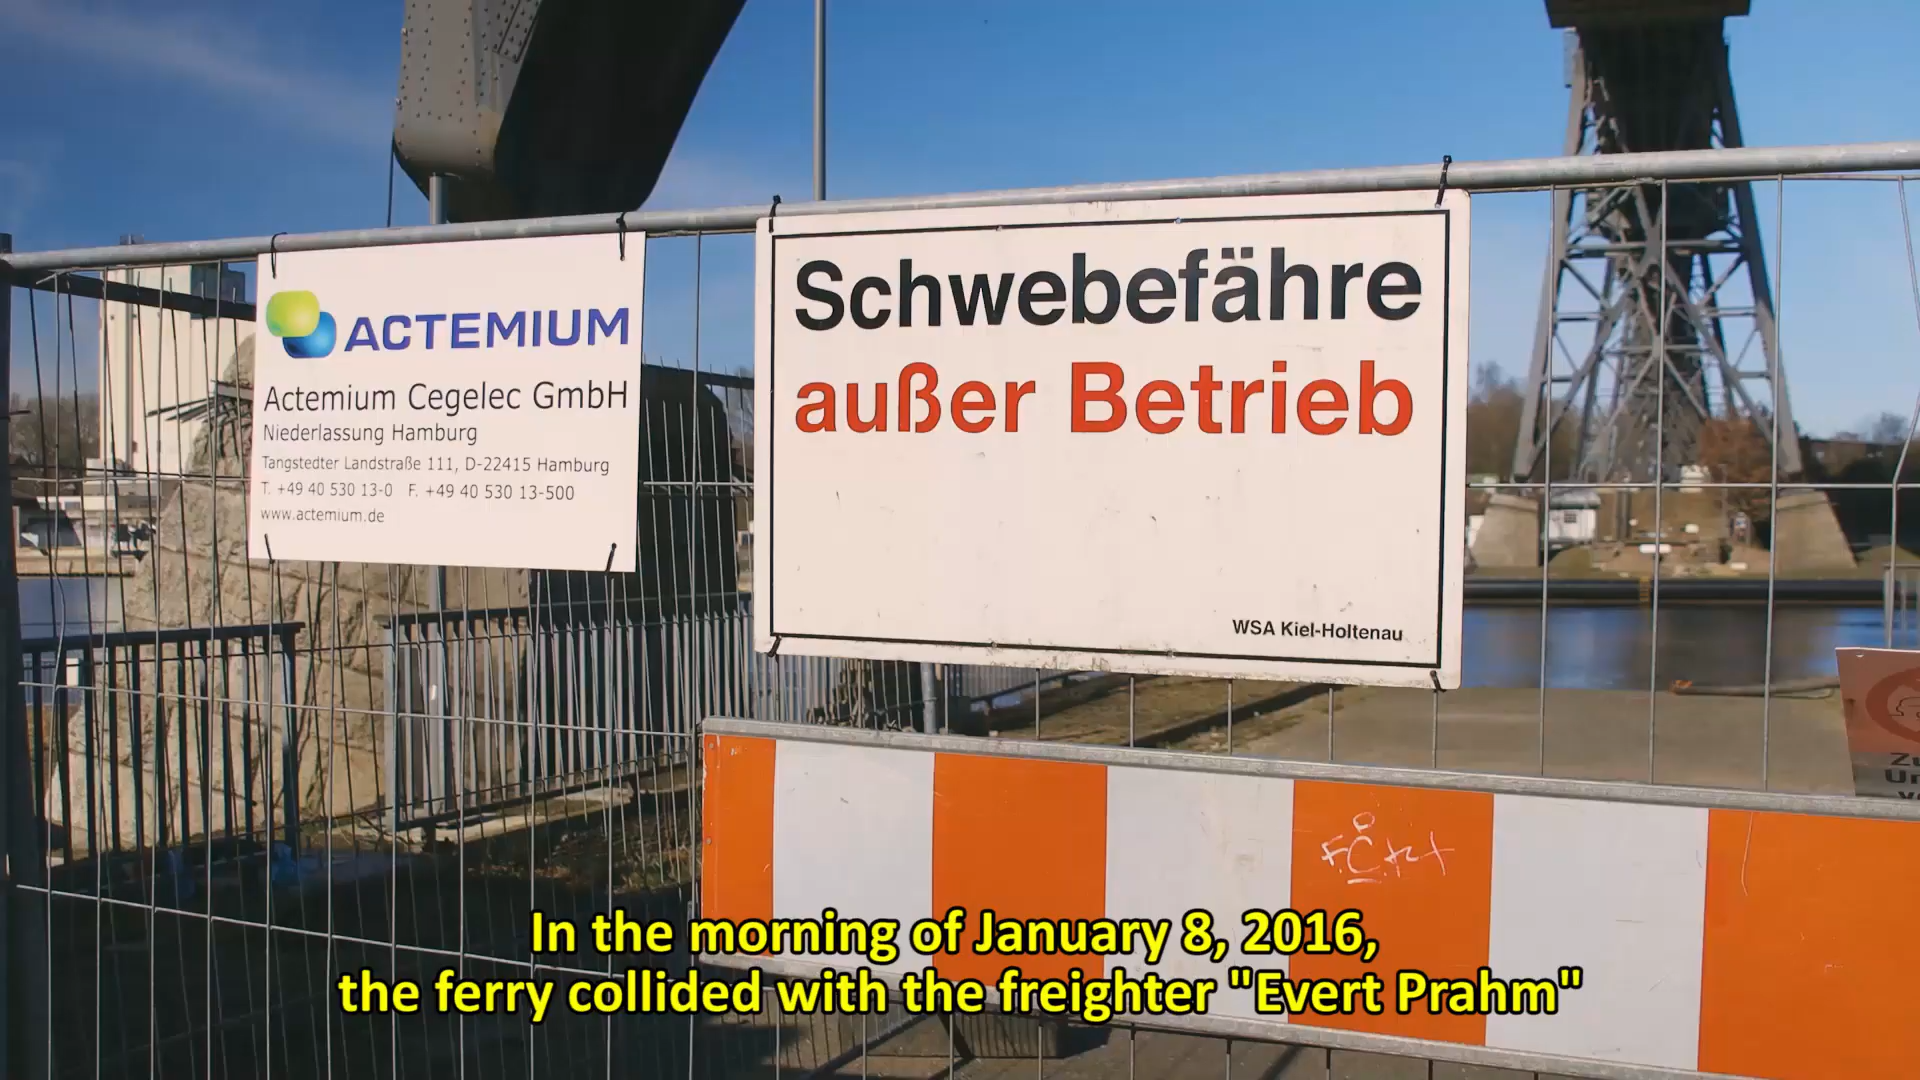 ACTEMIUM
Actemium Cegelec GmbH
Niederlassung Hamburg
Tangstedter Landstraße 111, D-22415 Hamburg
T. +49 40 530 13-0 F. +49 40 530 13-500
www.actemium.de
Schwebefähre
außer Betrieb
WSA Kiel-Holtenau
In the morning of January 8, 2016,
the ferry collided with the freighter "Evert Prahm"